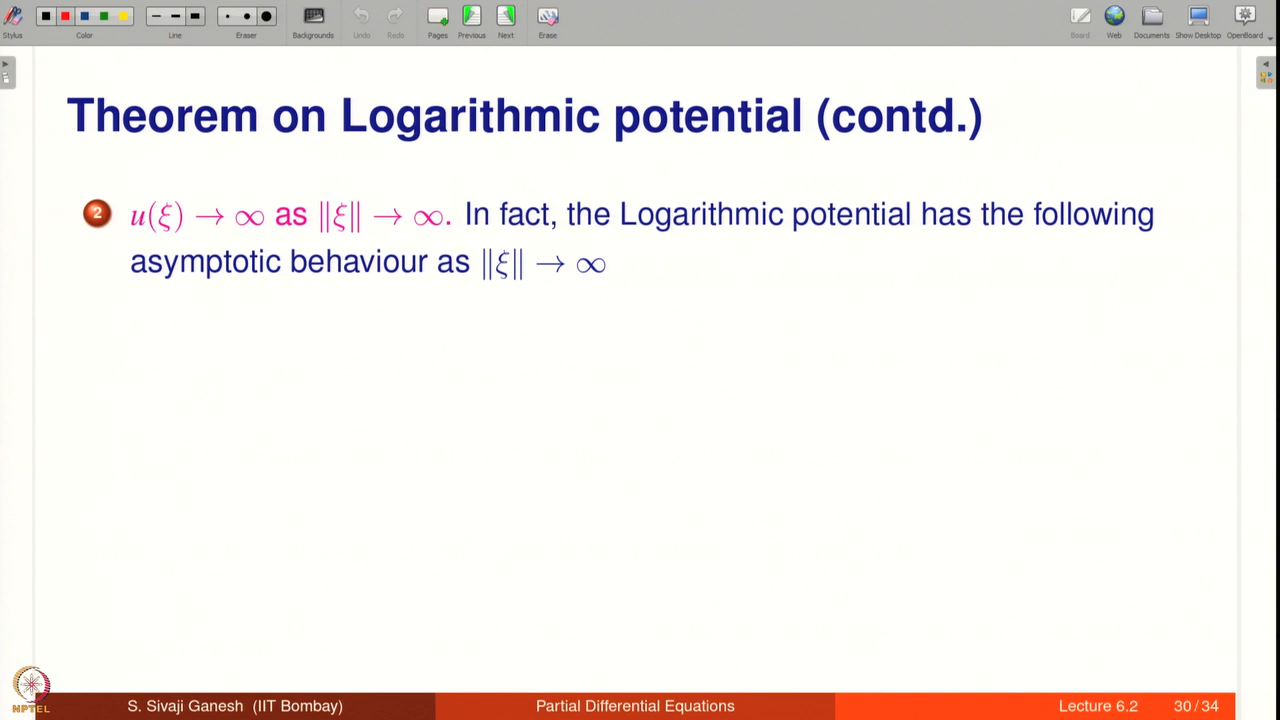 Stylus Color Line Eraser Backgrounds Undo Redo Pages Previous Next Erase Board Web Documents Show Desktop OpenBoard
Theorem on Logarithmic potential (contd.)
2 u(ξ) → ∞ as ‖ξ‖ → ∞. In fact, the Logarithmic potential has the following
asymptotic behaviour as ‖ξ‖ → ∞
NPTEL
S. Sivaji Ganesh (IIT Bombay) Partial Differential Equations Lecture 6.2 30/34